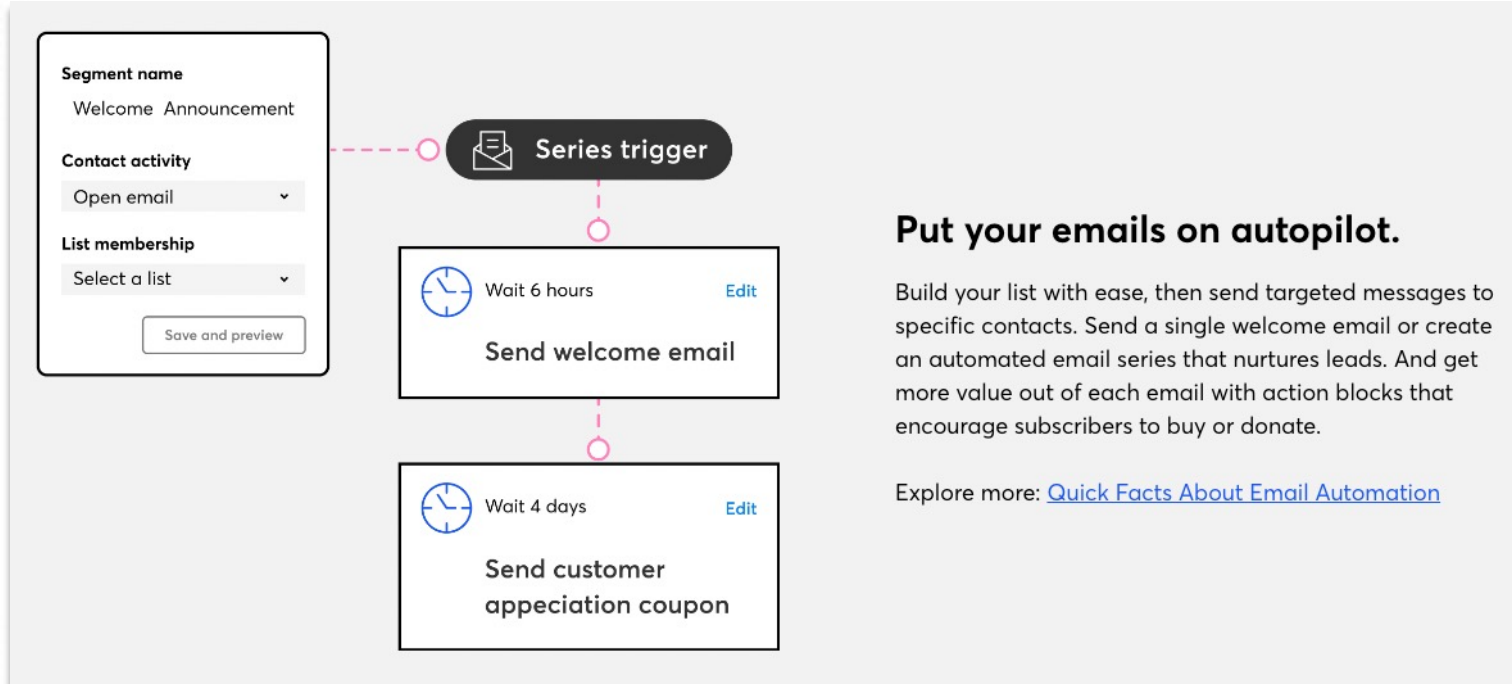 Segment name
Welcome Announcement
Contact activity
Open email
List membership
Select a list
Save and preview
Series trigger
Wait 6 hours
Edit
Send welcome email
Wait 4 days
Edit
Send customer
appeciation coupon
Put your emails on autopilot.
Build your list with ease, then send targeted messages to
specific contacts. Send a single welcome email or create
an automated email series that nurtures leads. And get
more value out of each email with action blocks that
encourage subscribers to buy or donate.
Explore more: Quick Facts About Email Automation